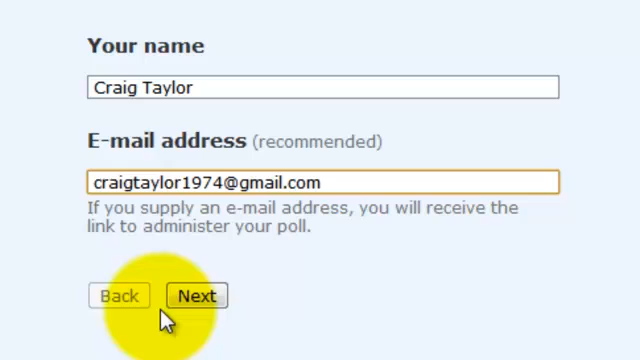 Your name
Craig Taylor
E-mail address (recommended)
craigtaylor1974@gmail.com
If you supply an e-mail address, you will receive the
link to administer your poll.
Back Next